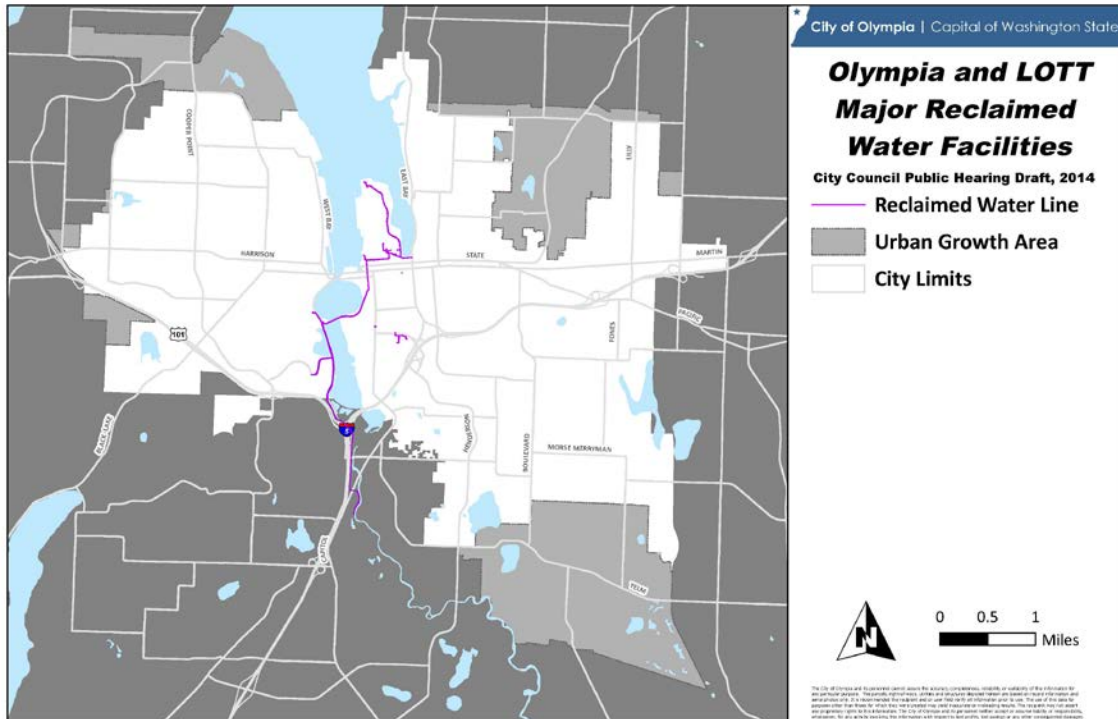 City of Olympia | Capital of Washington State
Olympia and LOTT
Major Reclaimed
Water Facilities
City Council Public Hearing Draft, 2014
Reclaimed Water Line
Urban Growth Area
City Limits
COOPER POINT
WEST BAY
EAST BAY
HARRISON
STATE
MARTIN
PACIFIC
FONES
101
BLACK LAKE
5
HENDERSON
BOULEVARD
MORSE MERRYMAN
CAPITOL
YELM
N
0 0.5 1
Miles